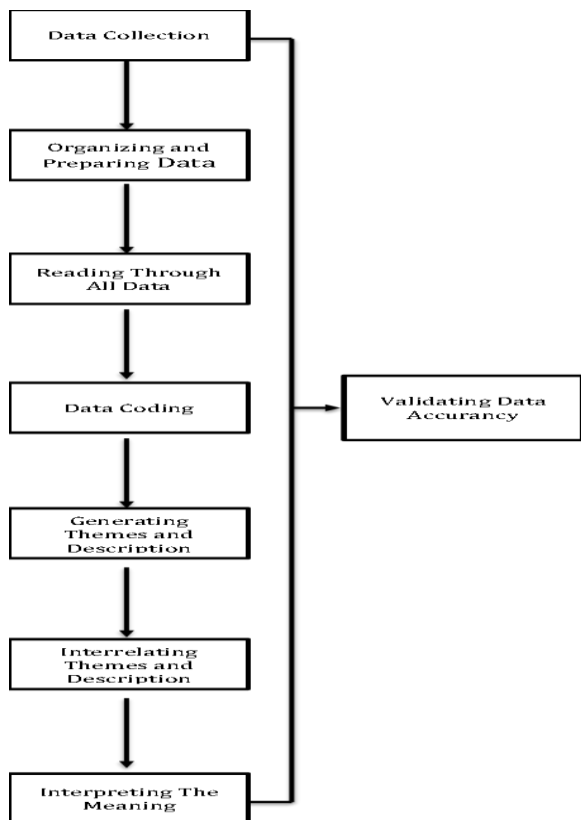 Data Collection
Organizing and
Preparing Data
Reading Through
All Data
Data Coding
Validating Data
Accurancy
Generating
Themes and
Description
Interrelating
Themes and
Description
Interpreting The
Meaning